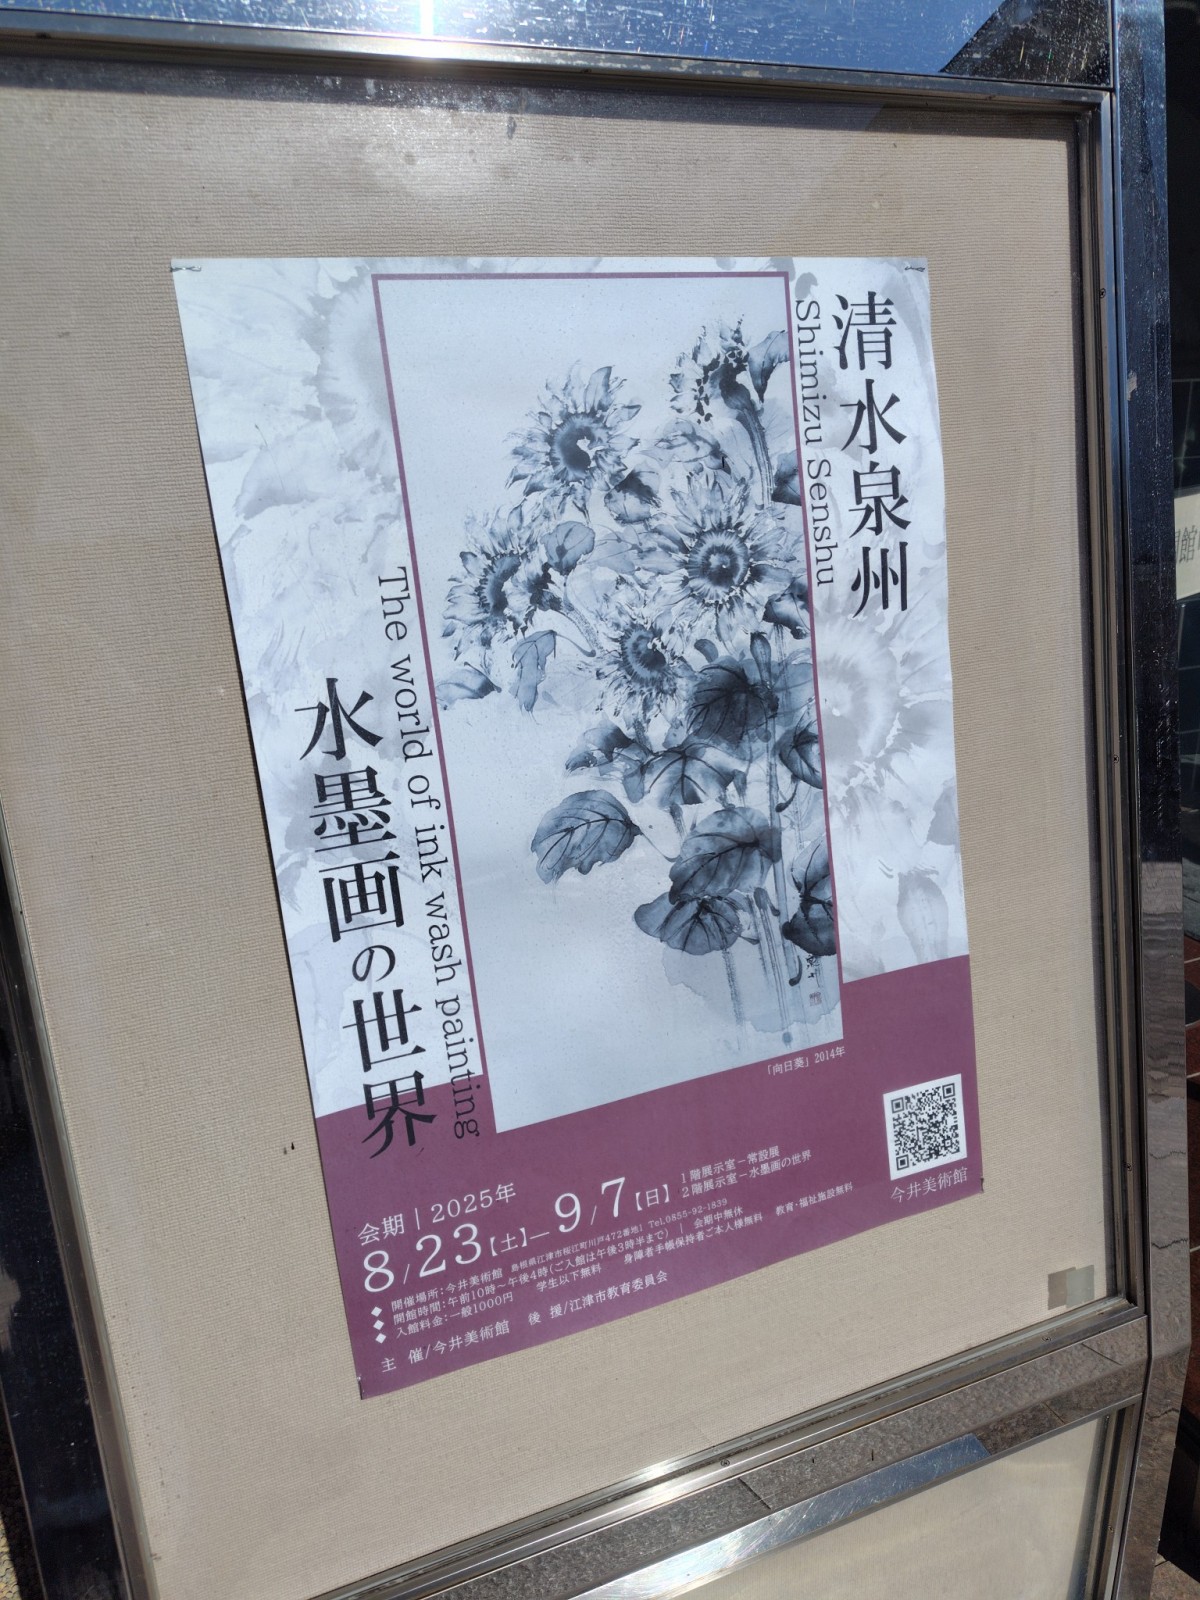 清水泉州
Shimizu Senshu
The world of ink wash painting
水墨画の世界
「向日葵」2014年
会期｜2025年
8/23【土】―9/7【日】
1階展示室－常設展
2階展示室－水墨画の世界
今井美術館
◆開催場所：今井美術館 島根県江津市桜江町川戸472番地1 Tel.0855-92-1839
◆開館時間：午前10時～午後4時（ご入館は午後3時半まで）｜会期中無休
◆入館料金：一般1000円 学生以下無料 身障者手帳保持者ご本人様無料 教育・福祉施設無料
主 催/今井美術館 後 援/江津市教育委員会
館